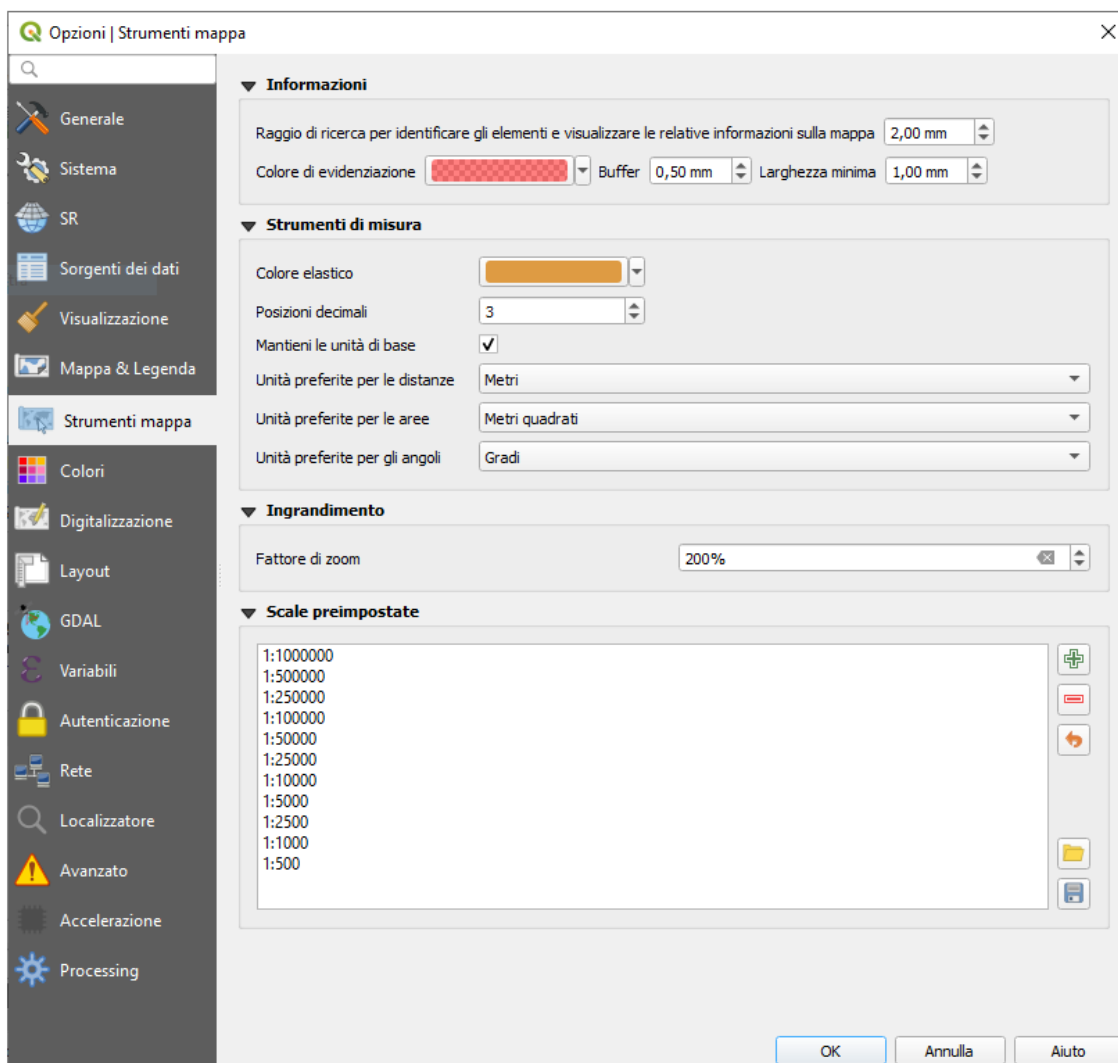 Opzioni | Strumenti mappa
Generale
Sistema
SR
Sorgenti dei dati
Visualizzazione
Mappa & Legenda
Strumenti mappa
Colori
Digitalizzazione
Layout
GDAL
Variabili
Autenticazione
Rete
Localizzatore
Avanzato
Accelerazione
Processing
Informazioni
Raggio di ricerca per identificare gli elementi e visualizzare le relative informazioni sulla mappa 2,00 mm
Colore di evidenziazione Buffer 0,50 mm Larghezza minima 1,00 mm
Strumenti di misura
Colore elastico
Posizioni decimali 3
Mantieni le unità di base
Unità preferite per le distanze Metri
Unità preferite per le aree Metri quadrati
Unità preferite per gli angoli Gradi
Ingrandimento
Fattore di zoom 200%
Scale preimpostate
1:1000000
1:500000
1:250000
1:100000
1:50000
1:25000
1:10000
1:5000
1:2500
1:1000
1:500
OK Annulla Aiuto